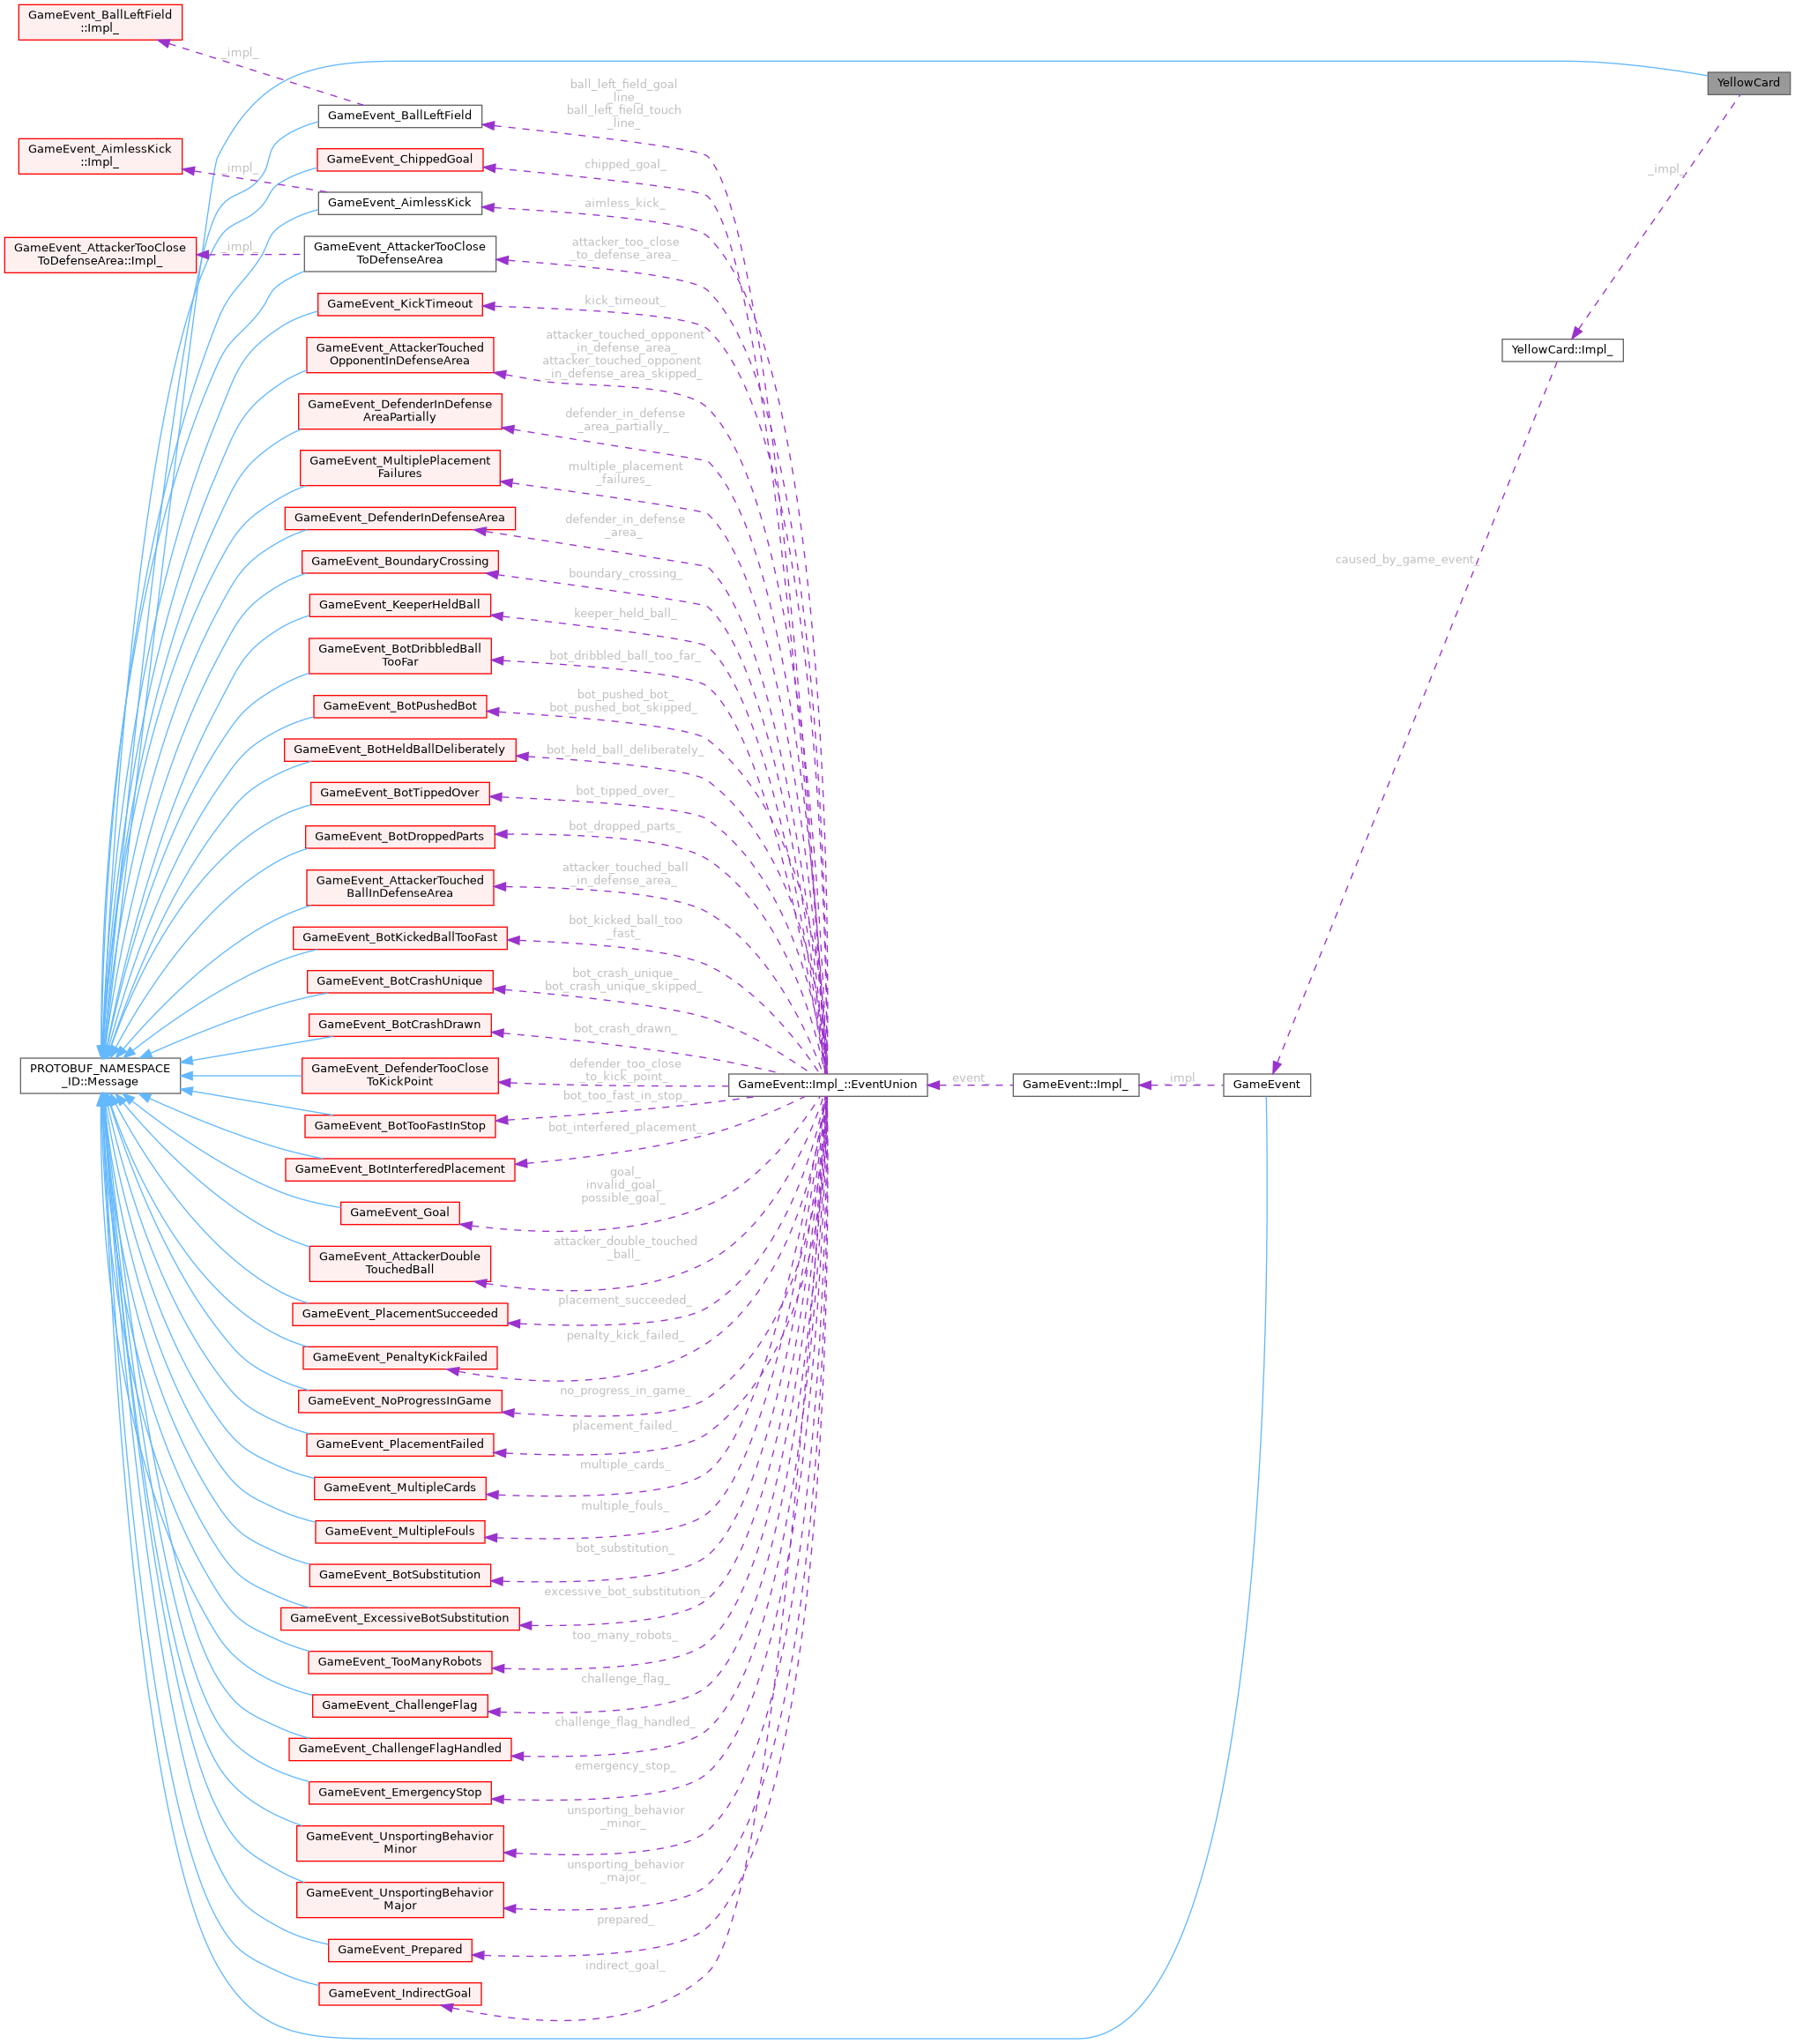 GameEvent_BallLeftField
::Impl_
_impl_
YellowCard
ball_left_field_goal
_line_
ball_left_field_touch
_line_
GameEvent_BallLeftField
GameEvent_AimlessKick
::Impl_
_impl_
GameEvent_ChippedGoal
chipped_goal_
_impl_
GameEvent_AimlessKick
aimless_kick_
GameEvent_AttackerTooClose
ToDefenseArea::Impl_
_impl_
GameEvent_AttackerTooClose
ToDefenseArea
attacker_too_close
_to_defense_area_
GameEvent_KickTimeout
kick_timeout_
GameEvent_AttackerTouched
OpponentInDefenseArea
attacker_touched_opponent
_in_defense_area_
attacker_touched_opponent
_in_defense_area_skipped_
YellowCard::Impl_
GameEvent_DefenderInDefense
AreaPartially
defender_in_defense
_area_partially_
GameEvent_MultiplePlacement
Failures
multiple_placement
_failures_
GameEvent_DefenderInDefenseArea
defender_in_defense
_area_
caused_by_game_event_
GameEvent_BoundaryCrossing
boundary_crossing_
GameEvent_KeeperHeldBall
keeper_held_ball_
GameEvent_BotDribbledBall
TooFar
bot_dribbled_ball_too_far_
GameEvent_BotPushedBot
bot_pushed_bot_
bot_pushed_bot_skipped_
GameEvent_BotHeldBallDeliberately
bot_held_ball_deliberately_
GameEvent_BotTippedOver
bot_tipped_over_
GameEvent_BotDroppedParts
bot_dropped_parts_
GameEvent_AttackerTouched
BallInDefenseArea
attacker_touched_ball
_in_defense_area_
GameEvent_BotKickedBallTooFast
bot_kicked_ball_too
_fast_
GameEvent_BotCrashUnique
bot_crash_unique_
bot_crash_unique_skipped_
GameEvent_BotCrashDrawn
bot_crash_drawn_
PROTOBUF_NAMESPACE
_ID::Message
GameEvent_DefenderTooClose
ToKickPoint
defender_too_close
_to_kick_point_
GameEvent::Impl_::EventUnion
event_
GameEvent::Impl_
_impl_
GameEvent
GameEvent_BotTooFastInStop
bot_too_fast_in_stop_
GameEvent_BotInterferedPlacement
bot_interfered_placement_
GameEvent_Goal
goal_
invalid_goal_
possible_goal_
GameEvent_AttackerDouble
TouchedBall
attacker_double_touched
_ball_
GameEvent_PlacementSucceeded
placement_succeeded_
GameEvent_PenaltyKickFailed
penalty_kick_failed_
GameEvent_NoProgressInGame
no_progress_in_game_
GameEvent_PlacementFailed
placement_failed_
GameEvent_MultipleCards
multiple_cards_
GameEvent_MultipleFouls
multiple_fouls_
GameEvent_BotSubstitution
bot_substitution_
GameEvent_ExcessiveBotSubstitution
excessive_bot_substitution_
GameEvent_TooManyRobots
too_many_robots_
GameEvent_ChallengeFlag
challenge_flag_
GameEvent_ChallengeFlagHandled
challenge_flag_handled_
GameEvent_EmergencyStop
emergency_stop_
GameEvent_UnsportingBehavior
Minor
unsporting_behavior
_minor_
GameEvent_UnsportingBehavior
Major
unsporting_behavior
_major_
GameEvent_Prepared
prepared_
GameEvent_IndirectGoal
indirect_goal_
_impl_